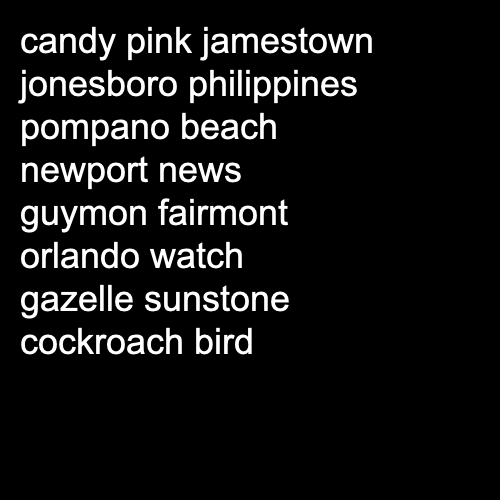 candy pink jamestown
jonesboro philippines
pompano beach
newport news
guymon fairmont
orlando watch
gazelle sunstone
cockroach bird